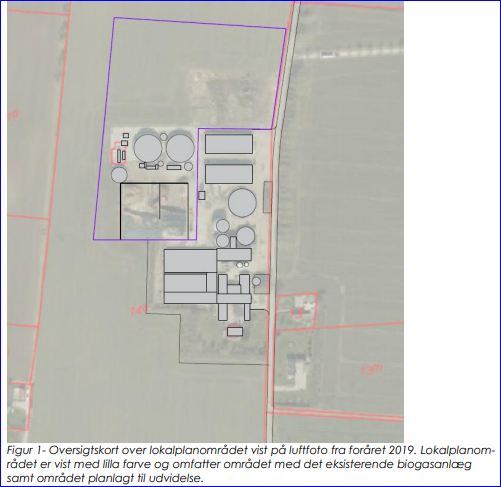 Figur 1- Oversigtskort over lokalplanområdet vist på luftfoto fra foråret 2019. Lokalplanom-
rådet er vist med lilla farve og omfatter området med det eksisterende biogasanlæg
samt området planlagt til udvidelse.